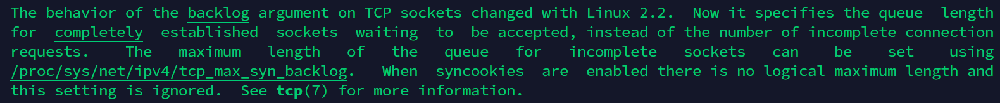 The behavior of the backlog argument on TCP sockets changed with Linux 2.2.  Now it specifies the queue  length
for  completely  established  sockets  waiting  to  be accepted, instead of the number of incomplete connection
requests.   The   maximum   length   of   the   queue   for   incomplete   sockets   can   be   set   using
/proc/sys/net/ipv4/tcp_max_syn_backlog.   When  syncookies  are  enabled there is no logical maximum length and
this setting is ignored.  See tcp(7) for more information.